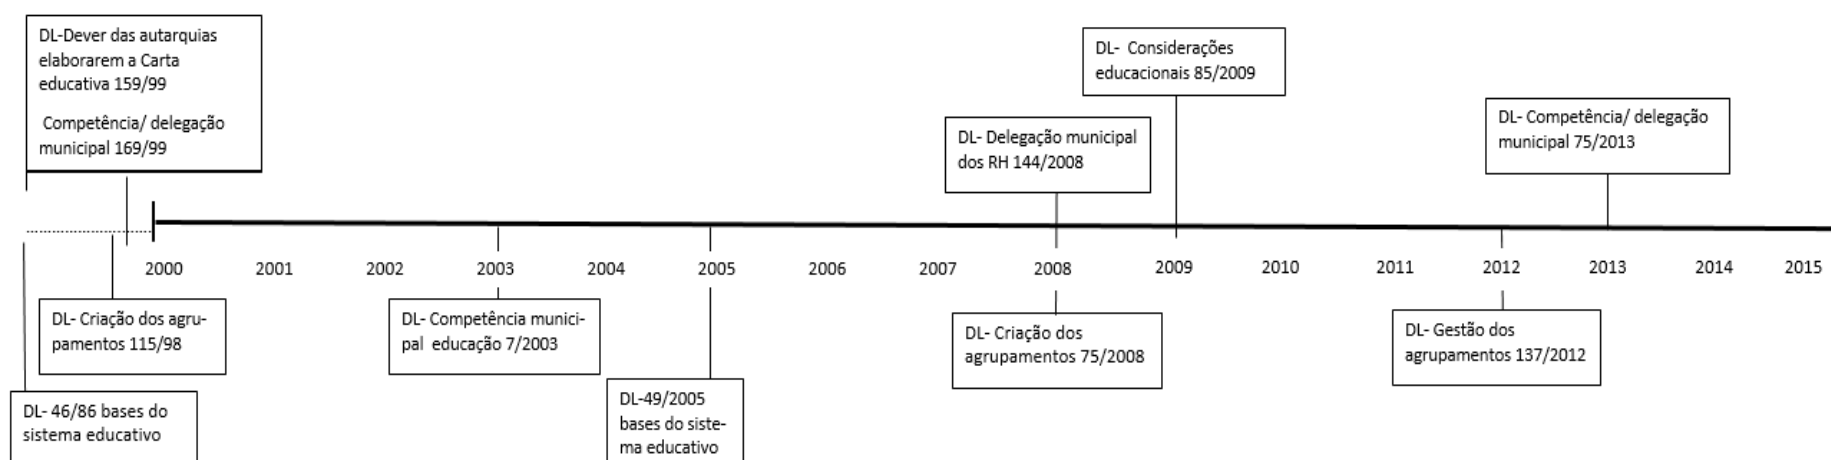 DL-Dever das autarquias
elaborarem a Carta
educativa 159/99
Competência/ delegação
municipal 169/99
DL- Considerações
educacionais 85/2009
DL- Delegação municipal
dos RH 144/2008
DL- Competência/ delegação
municipal 75/2013
2000 2001 2002 2003 2004 2005 2006 2007 2008 2009 2010 2011 2012 2013 2014 2015
DL- Criação dos agru-
pamentos 115/98
DL- Competência munici-
pal educação 7/2003
DL- Criação dos
agrupamentos 75/2008
DL- Gestão dos
agrupamentos 137/2012
DL- 46/86 bases do
sistema educativo
DL-49/2005
bases do siste-
ma educativo